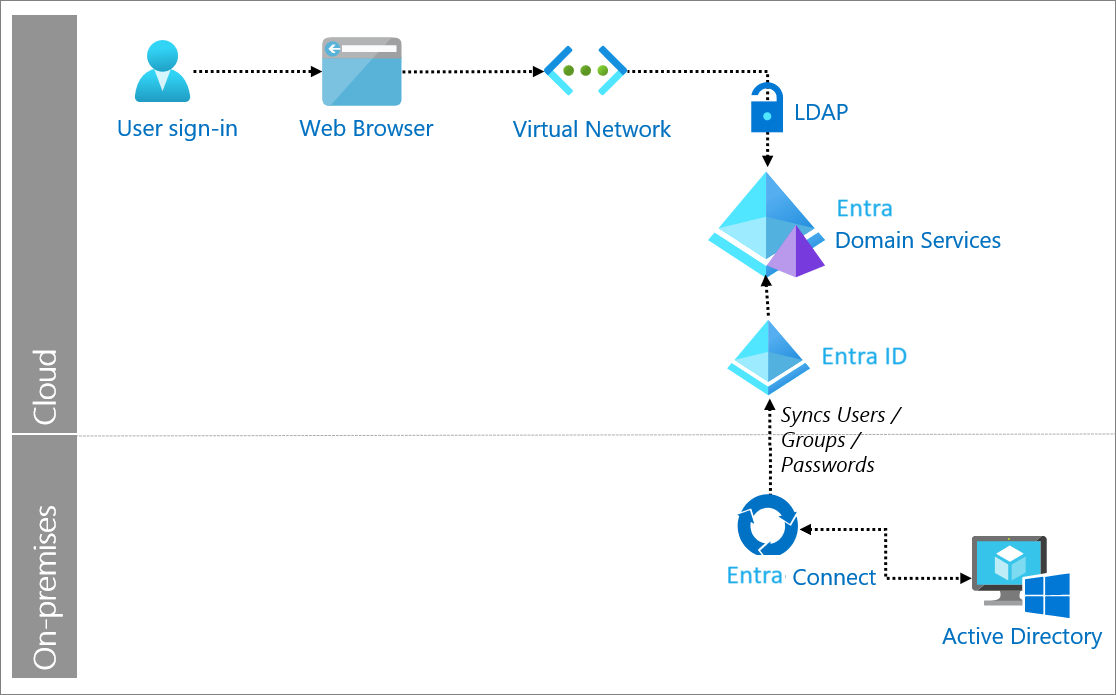 User sign-in
Web Browser
Virtual Network
LDAP
Entra
Domain Services
Entra ID
Cloud
Syncs Users /
Groups /
Passwords
On-premises
Entra Connect
Active Directory